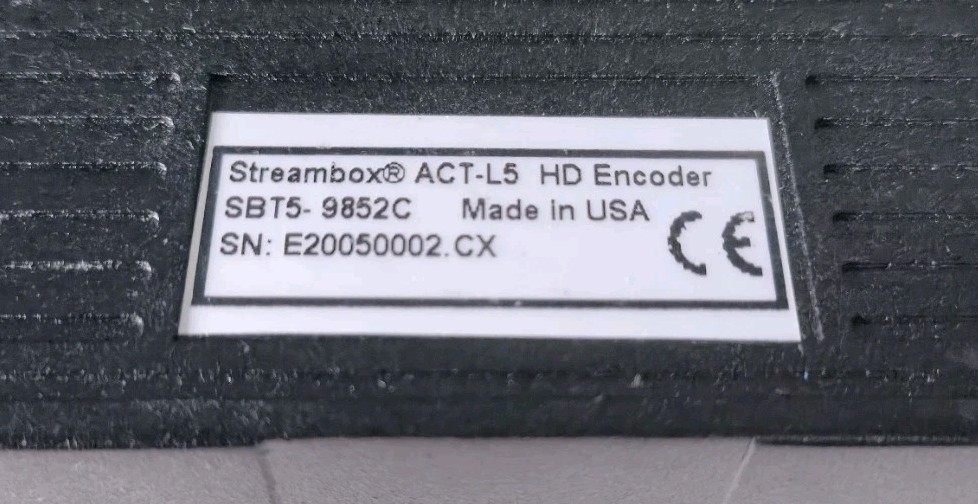 Streambox® ACT-L5 HD Encoder
SBT5- 9852C Made in USA
SN: E20050002.CX
CE